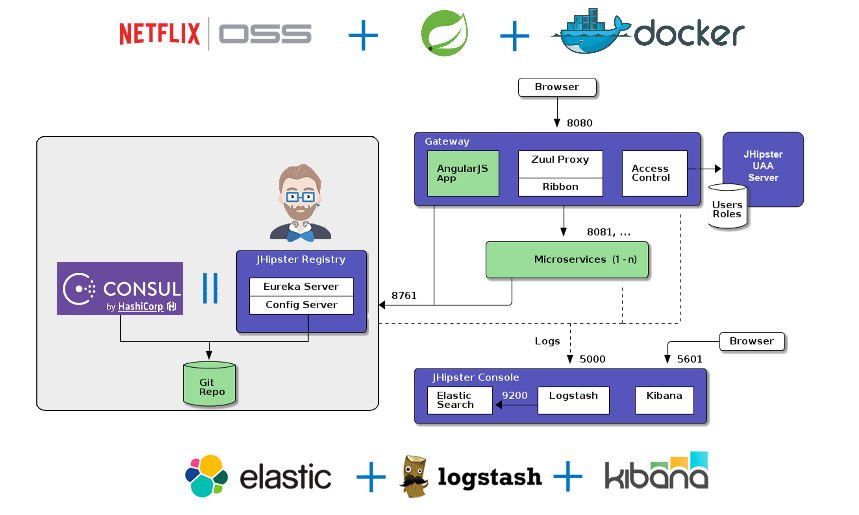 NETFLIX OSS + + docker
Browser
8080
Gateway
AngularJS
App
Zuul Proxy
Ribbon
Access
Control
JHipster
UAA
Server
Users
Roles
8081, ...
Microservices (1-n)
JHipster Registry
Eureka Server
Config Server
CONSUL
by HashiCorp
||
8761
Git
Repo
Logs
5000
5601
Browser
JHipster Console
Elastic
Search
9200
Logstash
Kibana
elastic + logstash + kibana